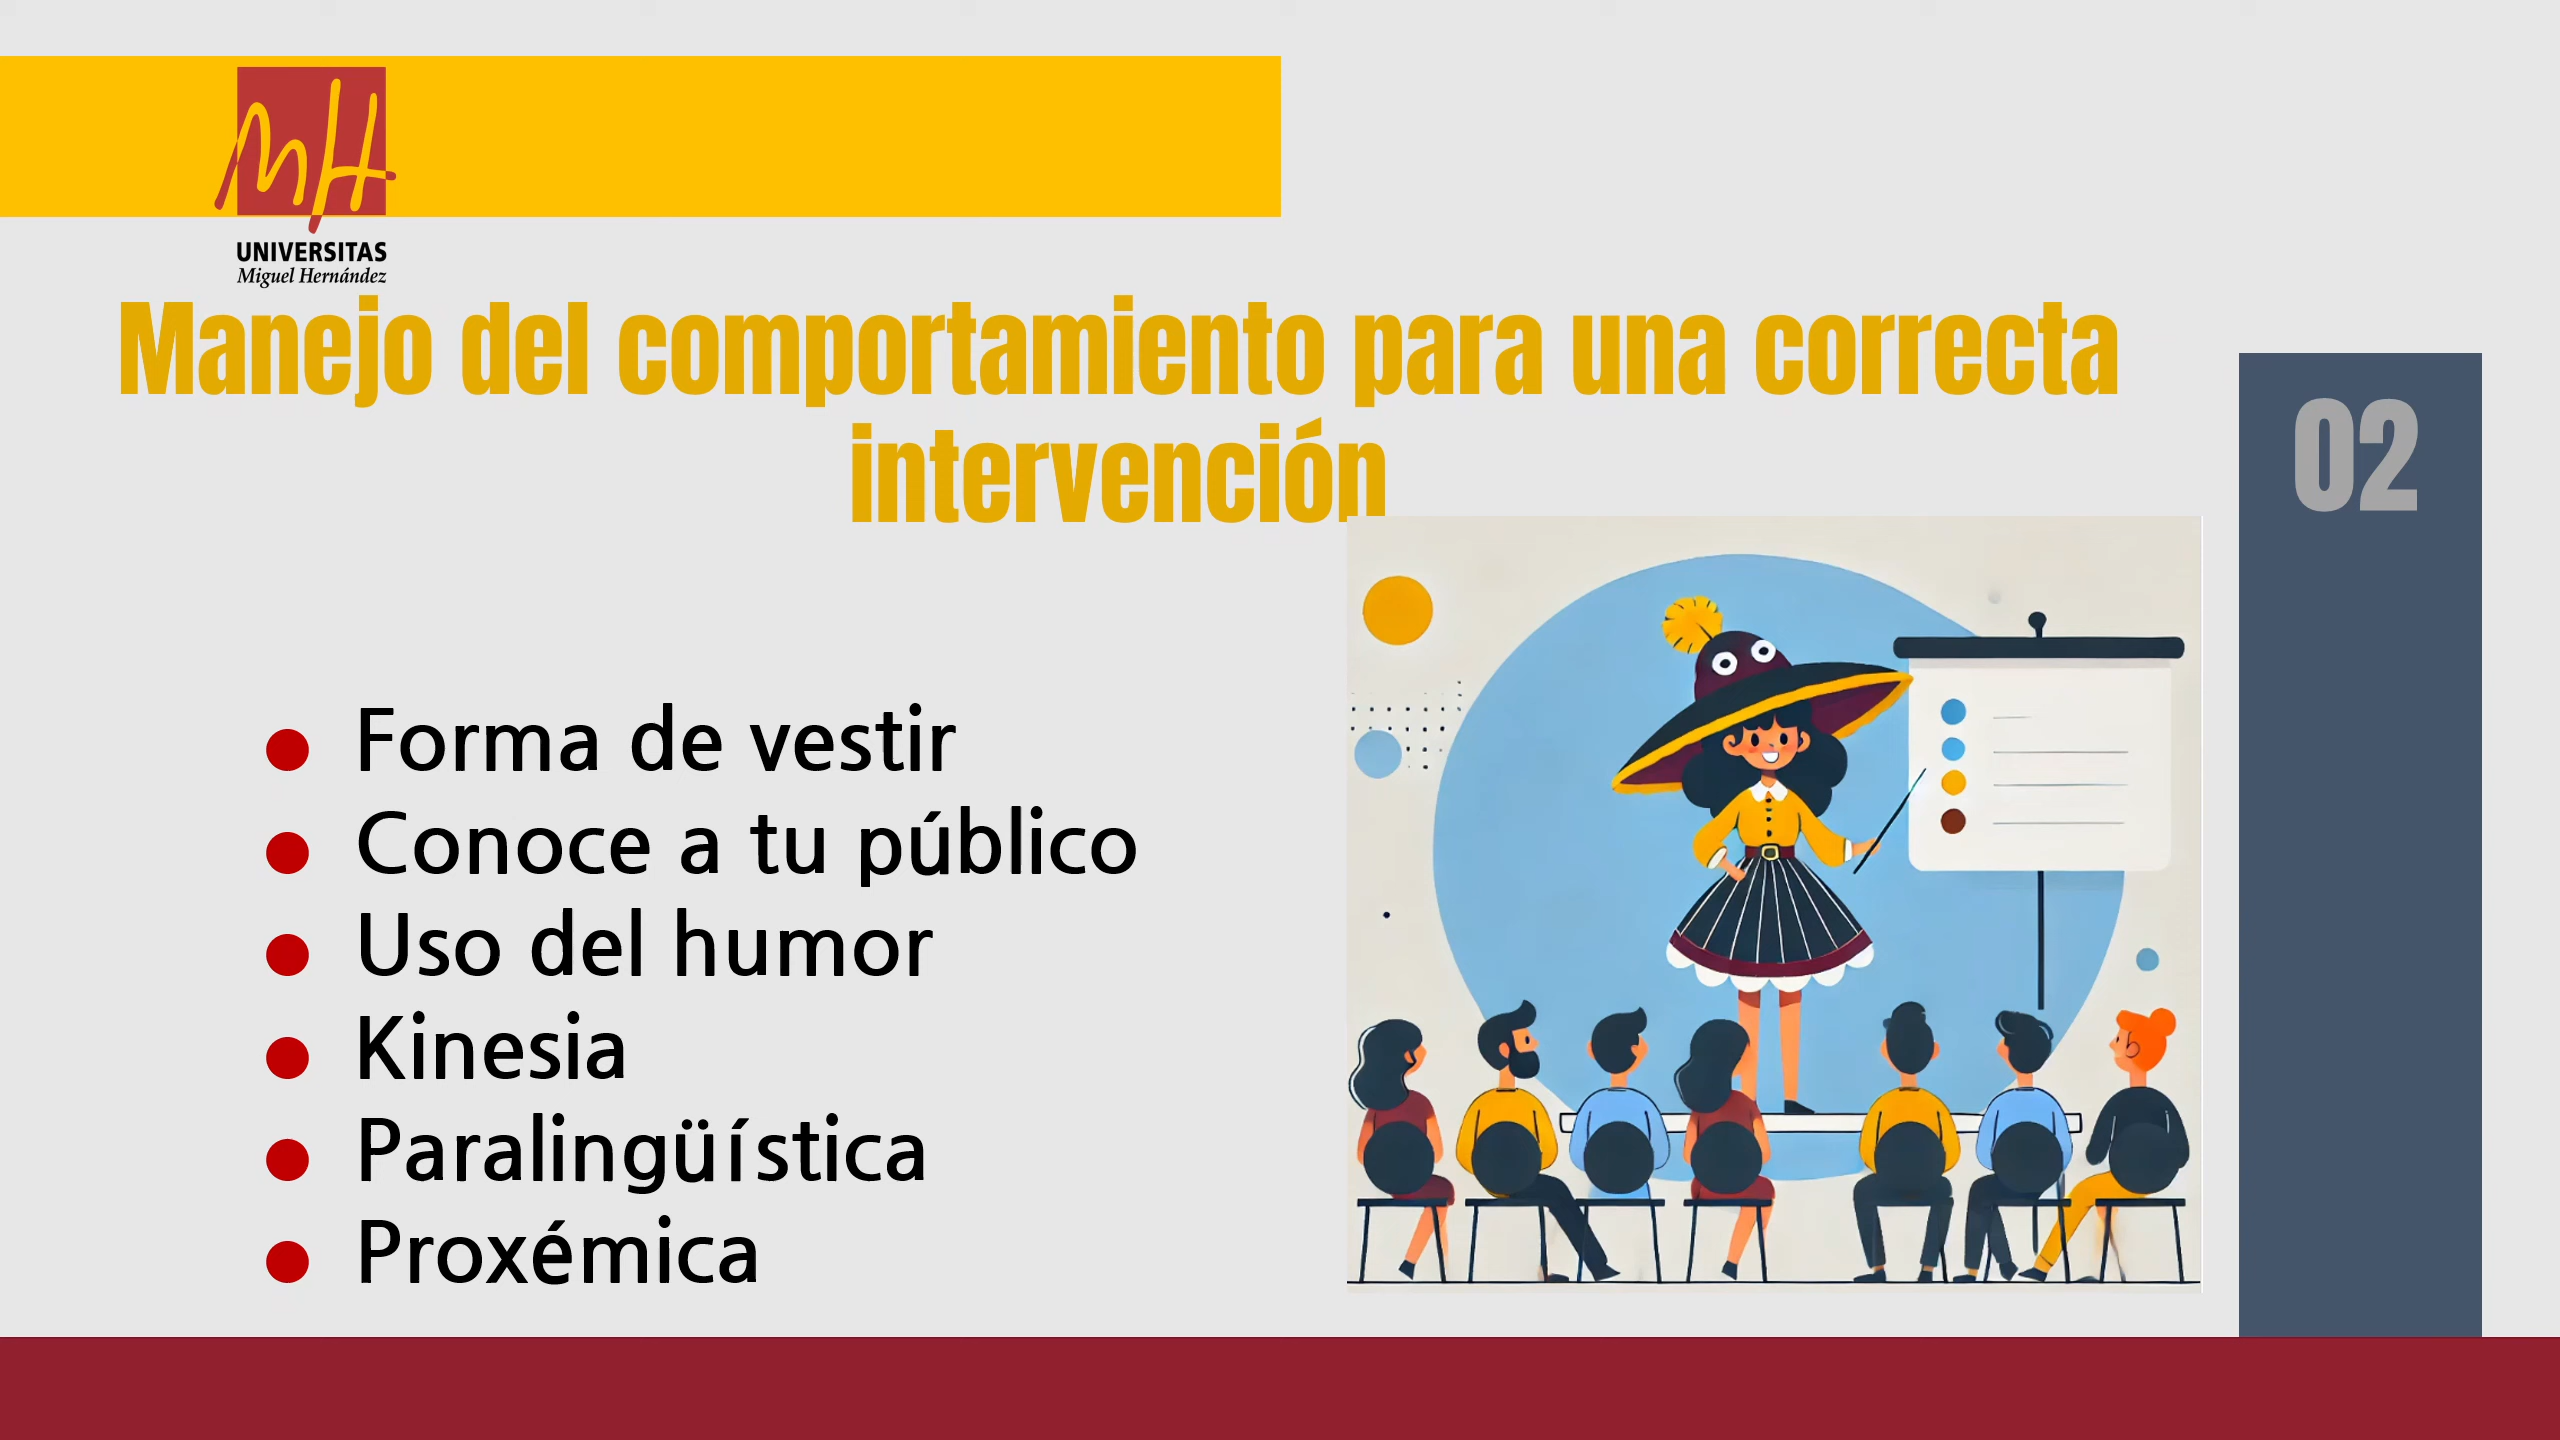 MH
UNIVERSITAS
Miguel Hernández
Manejo del comportamiento para una correcta
intervención
02
Forma de vestir
Conoce a tu público
Uso del humor
Kinesia
Paralingüística
Proxémica